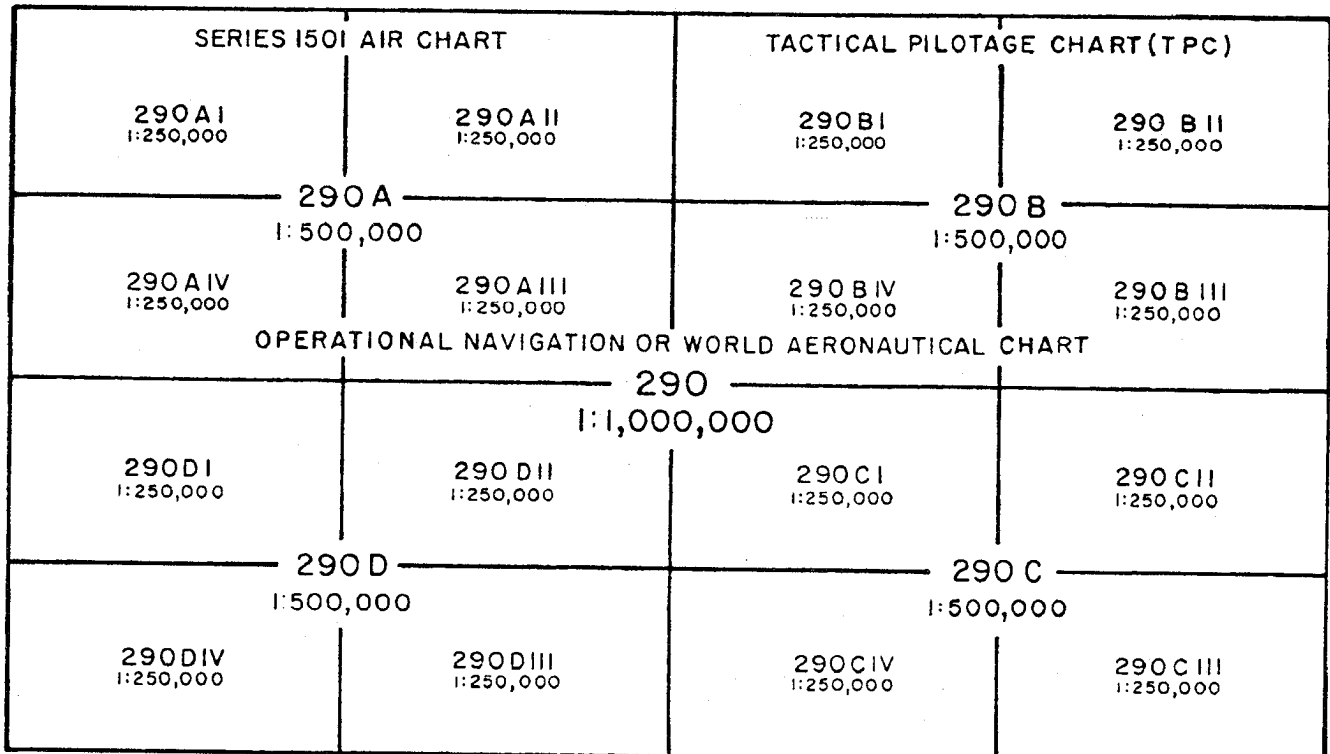 SERIES 1501 AIR CHART
TACTICAL PILOTAGE CHART (TPC)
290 A I
1:250,000
290 A II
1:250,000
290 B I
1:250,000
290 B II
1:250,000
290 A
1:500,000
290 B
1:500,000
290 A IV
1:250,000
290 A III
1:250,000
290 B IV
1:250,000
290 B III
1:250,000
OPERATIONAL NAVIGATION OR WORLD AERONAUTICAL CHART
290
1:1,000,000
290 D I
1:250,000
290 D II
1:250,000
290 C I
1:250,000
290 C II
1:250,000
290 D
1:500,000
290 C
1:500,000
290 D IV
1:250,000
290 D III
1:250,000
290 C IV
1:250,000
290 C III
1:250,000